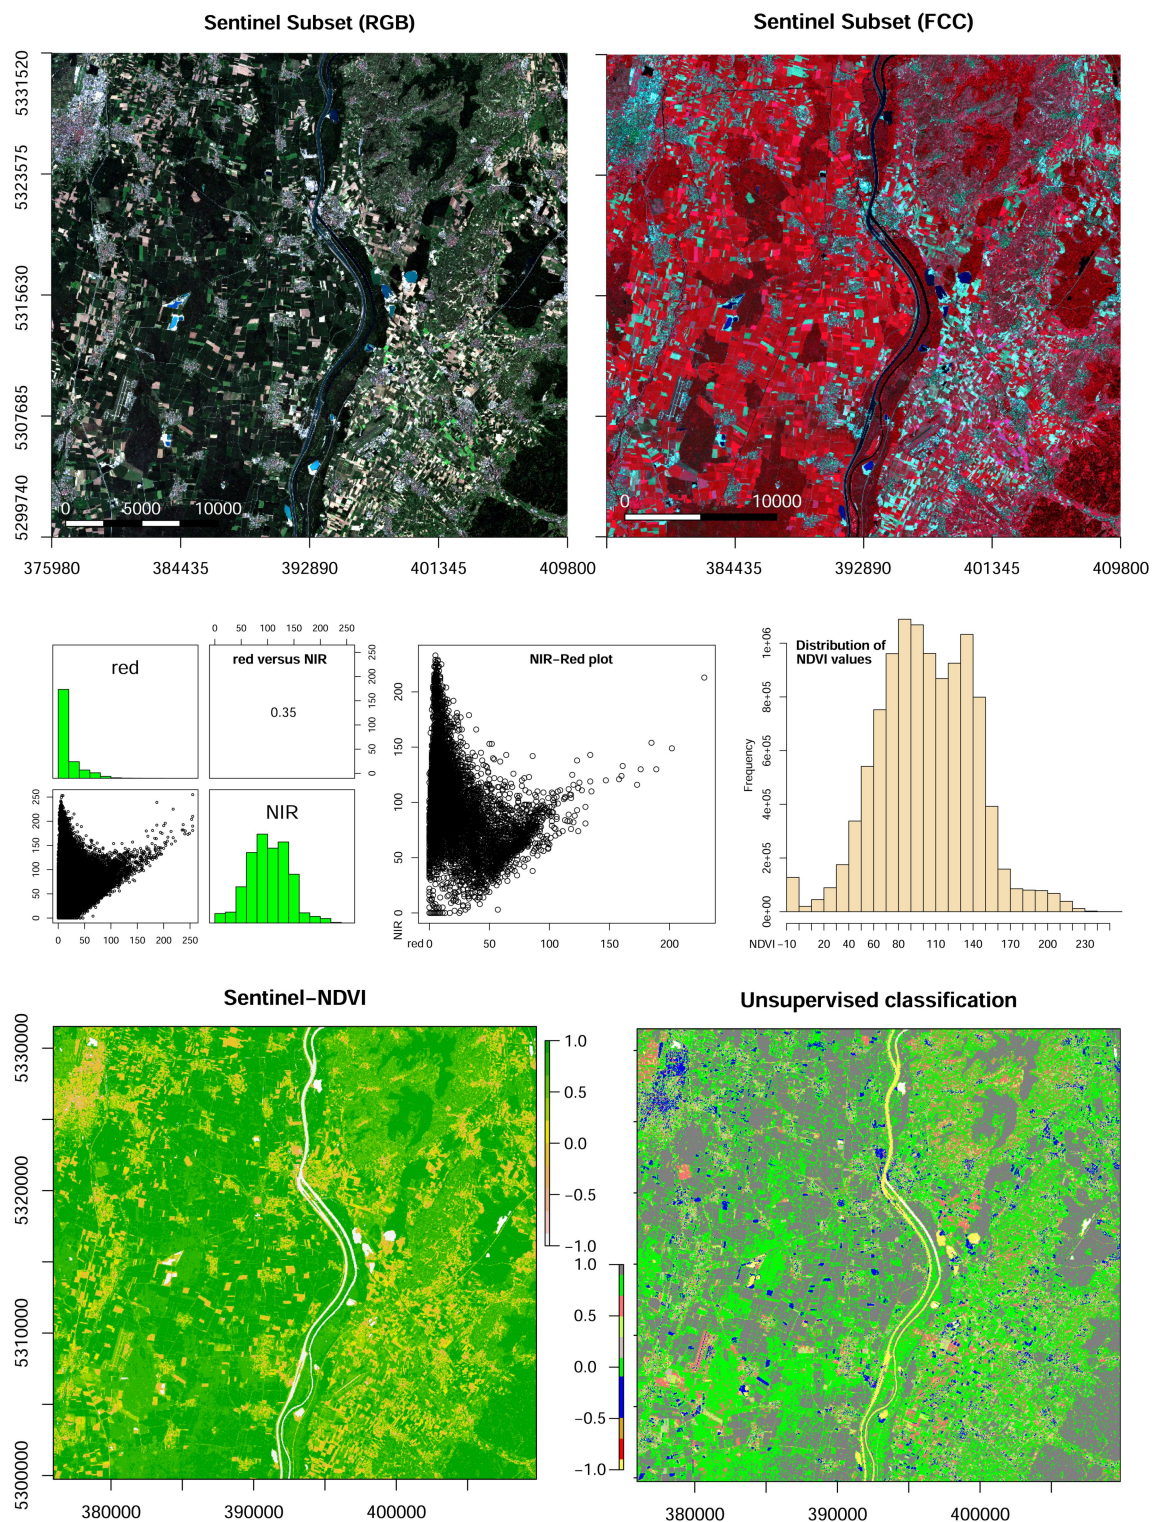 Sentinel Subset (RGB)
5331520
5323575
5315630
5307685
5299740
0 5000 10000
375980 384435 392890 401345 409800
Sentinel Subset (FCC)
0 10000
384435 392890 401345 409800
red
0 50 100 150 200 250
red versus NIR
0.35
250
200
150
100
50
0
250
200
150
100
50
0
0 50 100 150 200 250
NIR
NIR–Red plot
200
150
100
50
NIR 0
red 0 50 100 150 200
Distribution of
NDVI values
Frequency
1e+06
8e+05
6e+05
4e+05
2e+05
0e+00
NDVI –10 20 40 60 80 110 140 170 200 230
Sentinel–NDVI
5330000
5320000
5310000
5300000
380000 390000 400000
1.0
0.5
0.0
–0.5
–1.0
Unsupervised classification
1.0
0.5
0.0
–0.5
–1.0
380000 390000 400000